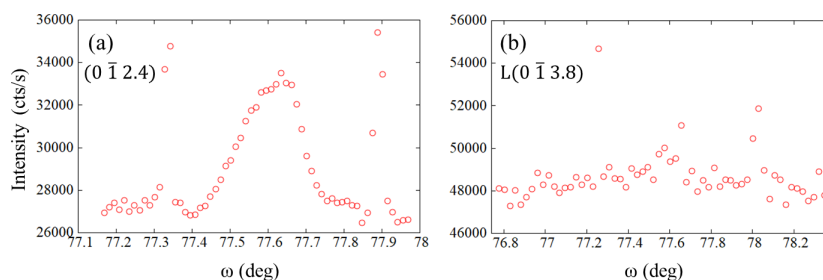 (a)
(0 1̄ 2.4)
Intensity (cts/s)
36000
34000
32000
30000
28000
26000
77.1 77.2 77.3 77.4 77.5 77.6 77.7 77.8 77.9 78
ω (deg)
(b)
L(0 1̄ 3.8)
56000
54000
52000
50000
48000
46000
76.8 77 77.2 77.4 77.6 77.8 78 78.2
ω (deg)